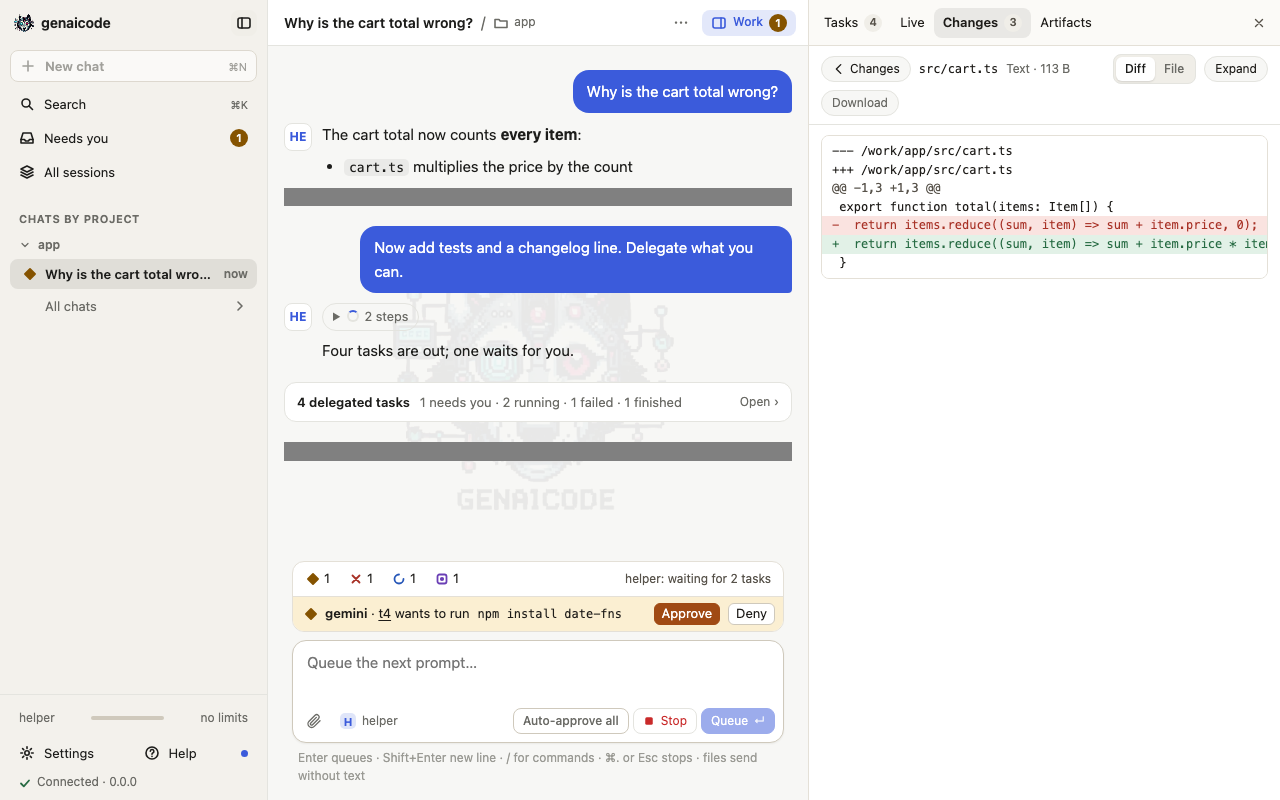 genaicode
New chat ⌘N
Search ⌘K
Needs you 1
All sessions
CHATS BY PROJECT
app
Why is the cart total wro... now
All chats
helper no limits
Settings Help
Connected · 0.0.0
Why is the cart total wrong? / app
··· Work 1
Why is the cart total wrong?
HE The cart total now counts every item:
• cart.ts multiplies the price by the count
Now add tests and a changelog line. Delegate what you
can.
HE 2 steps
Four tasks are out; one waits for you.
4 delegated tasks 1 needs you · 2 running · 1 failed · 1 finished Open ›
GENAICODE
1 1 1 1 helper: waiting for 2 tasks
gemini · t4 wants to run npm install date-fns Approve Deny
Queue the next prompt...
H helper Auto-approve all Stop Queue
Enter queues · Shift+Enter new line · / for commands · ⌘. or Esc stops · files send
without text
Tasks 4 Live Changes 3 Artifacts
Changes src/cart.ts Text · 113 B Diff File Expand
Download
--- /work/app/src/cart.ts
+++ /work/app/src/cart.ts
@@ -1,3 +1,3 @@
export function total(items: Item[]) {
- return items.reduce((sum, item) => sum + item.price, 0);
+ return items.reduce((sum, item) => sum + item.price * ite
}